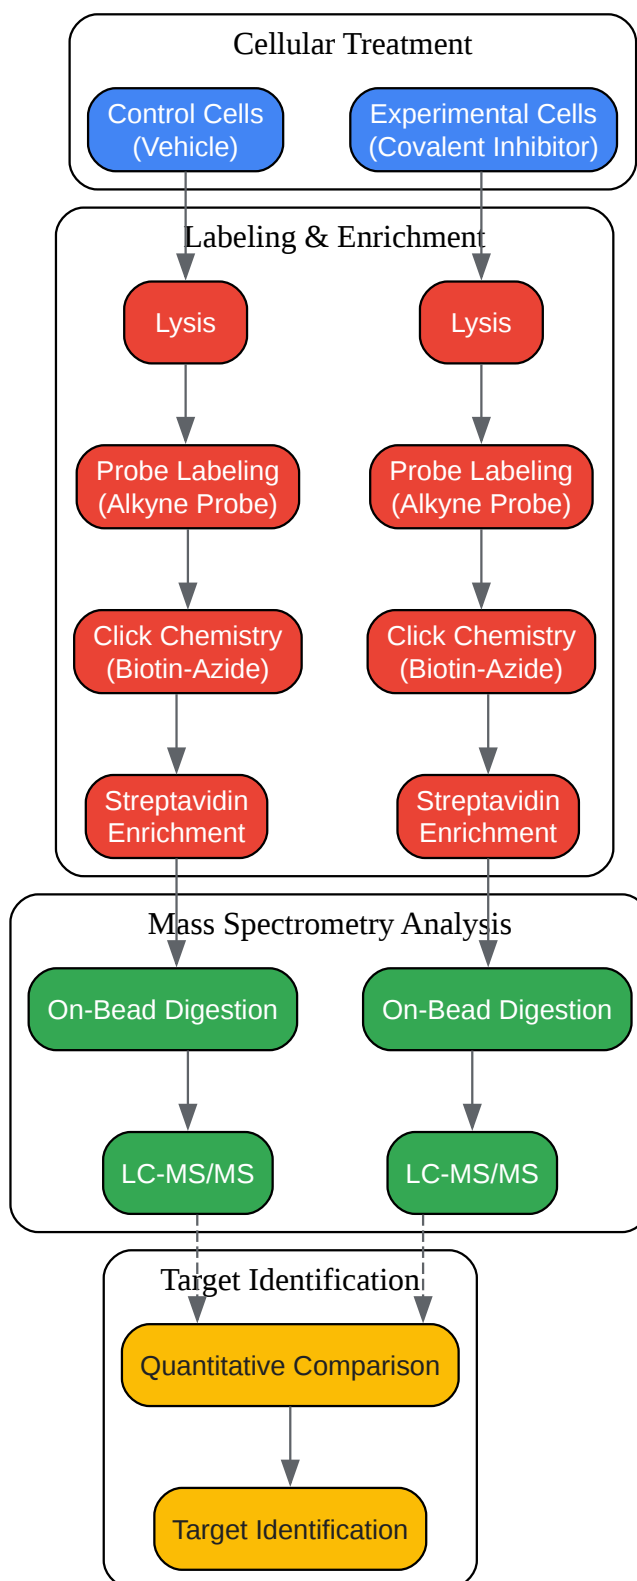 Cellular Treatment
Control Cells
(Vehicle)
Experimental Cells
(Covalent Inhibitor)
Labeling & Enrichment
Lysis
Lysis
Probe Labeling
(Alkyne Probe)
Probe Labeling
(Alkyne Probe)
Click Chemistry
(Biotin-Azide)
Click Chemistry
(Biotin-Azide)
Streptavidin
Enrichment
Streptavidin
Enrichment
Mass Spectrometry Analysis
On-Bead Digestion
On-Bead Digestion
LC-MS/MS
LC-MS/MS
Target Identification
Quantitative Comparison
Target Identification